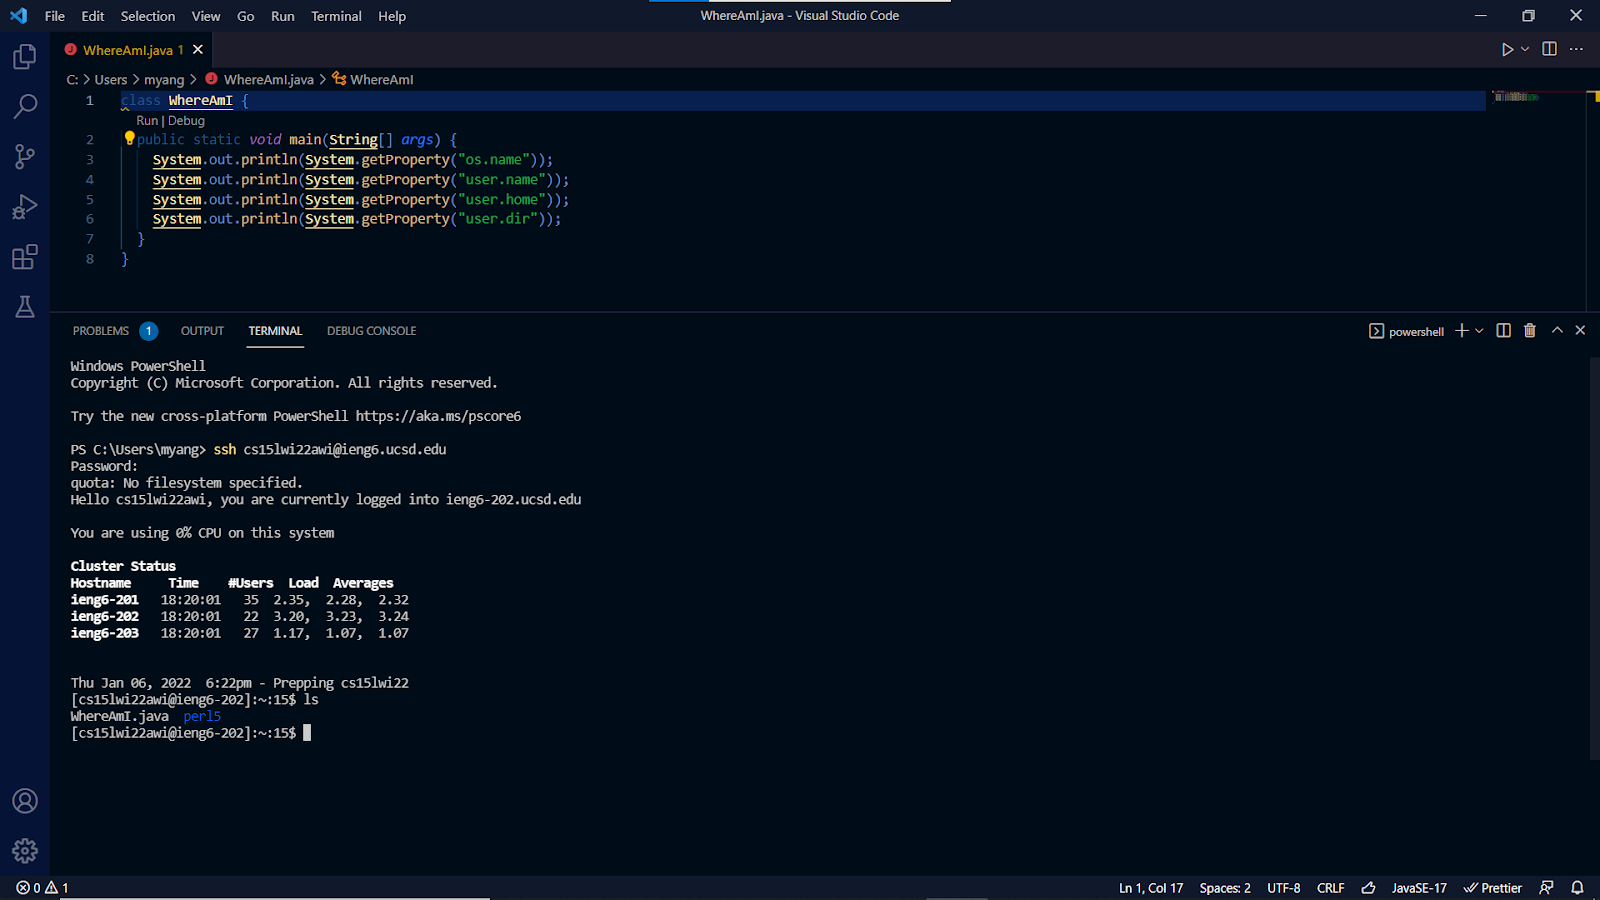 File Edit Selection View Go Run Terminal Help
WhereAmI.java - Visual Studio Code
WhereAmI.java 1
C: > Users > myang > WhereAmI.java > WhereAmI
1 class WhereAmI {
Run | Debug
2 public static void main(String[] args) {
3 System.out.println(System.getProperty("os.name"));
4 System.out.println(System.getProperty("user.name"));
5 System.out.println(System.getProperty("user.home"));
6 System.out.println(System.getProperty("user.dir"));
7 }
8 }
PROBLEMS 1 OUTPUT TERMINAL DEBUG CONSOLE
powershell
Windows PowerShell
Copyright (C) Microsoft Corporation. All rights reserved.
Try the new cross-platform PowerShell https://aka.ms/pscore6
PS C:\Users\myang> ssh cs15lwi22awi@ieng6.ucsd.edu
Password:
quota: No filesystem specified.
Hello cs15lwi22awi, you are currently logged into ieng6-202.ucsd.edu
You are using 0% CPU on this system
Cluster Status
Hostname Time #Users Load Averages
ieng6-201 18:20:01 35 2.35, 2.28, 2.32
ieng6-202 18:20:01 22 3.20, 3.23, 3.24
ieng6-203 18:20:01 27 1.17, 1.07, 1.07
Thu Jan 06, 2022 6:22pm - Prepping cs15lwi22
[cs15lwi22awi@ieng6-202]:~:15$ ls
WhereAmI.java perl5
[cs15lwi22awi@ieng6-202]:~:15$
0 1
Ln 1, Col 17 Spaces: 2 UTF-8 CRLF JavaSE-17 Prettier